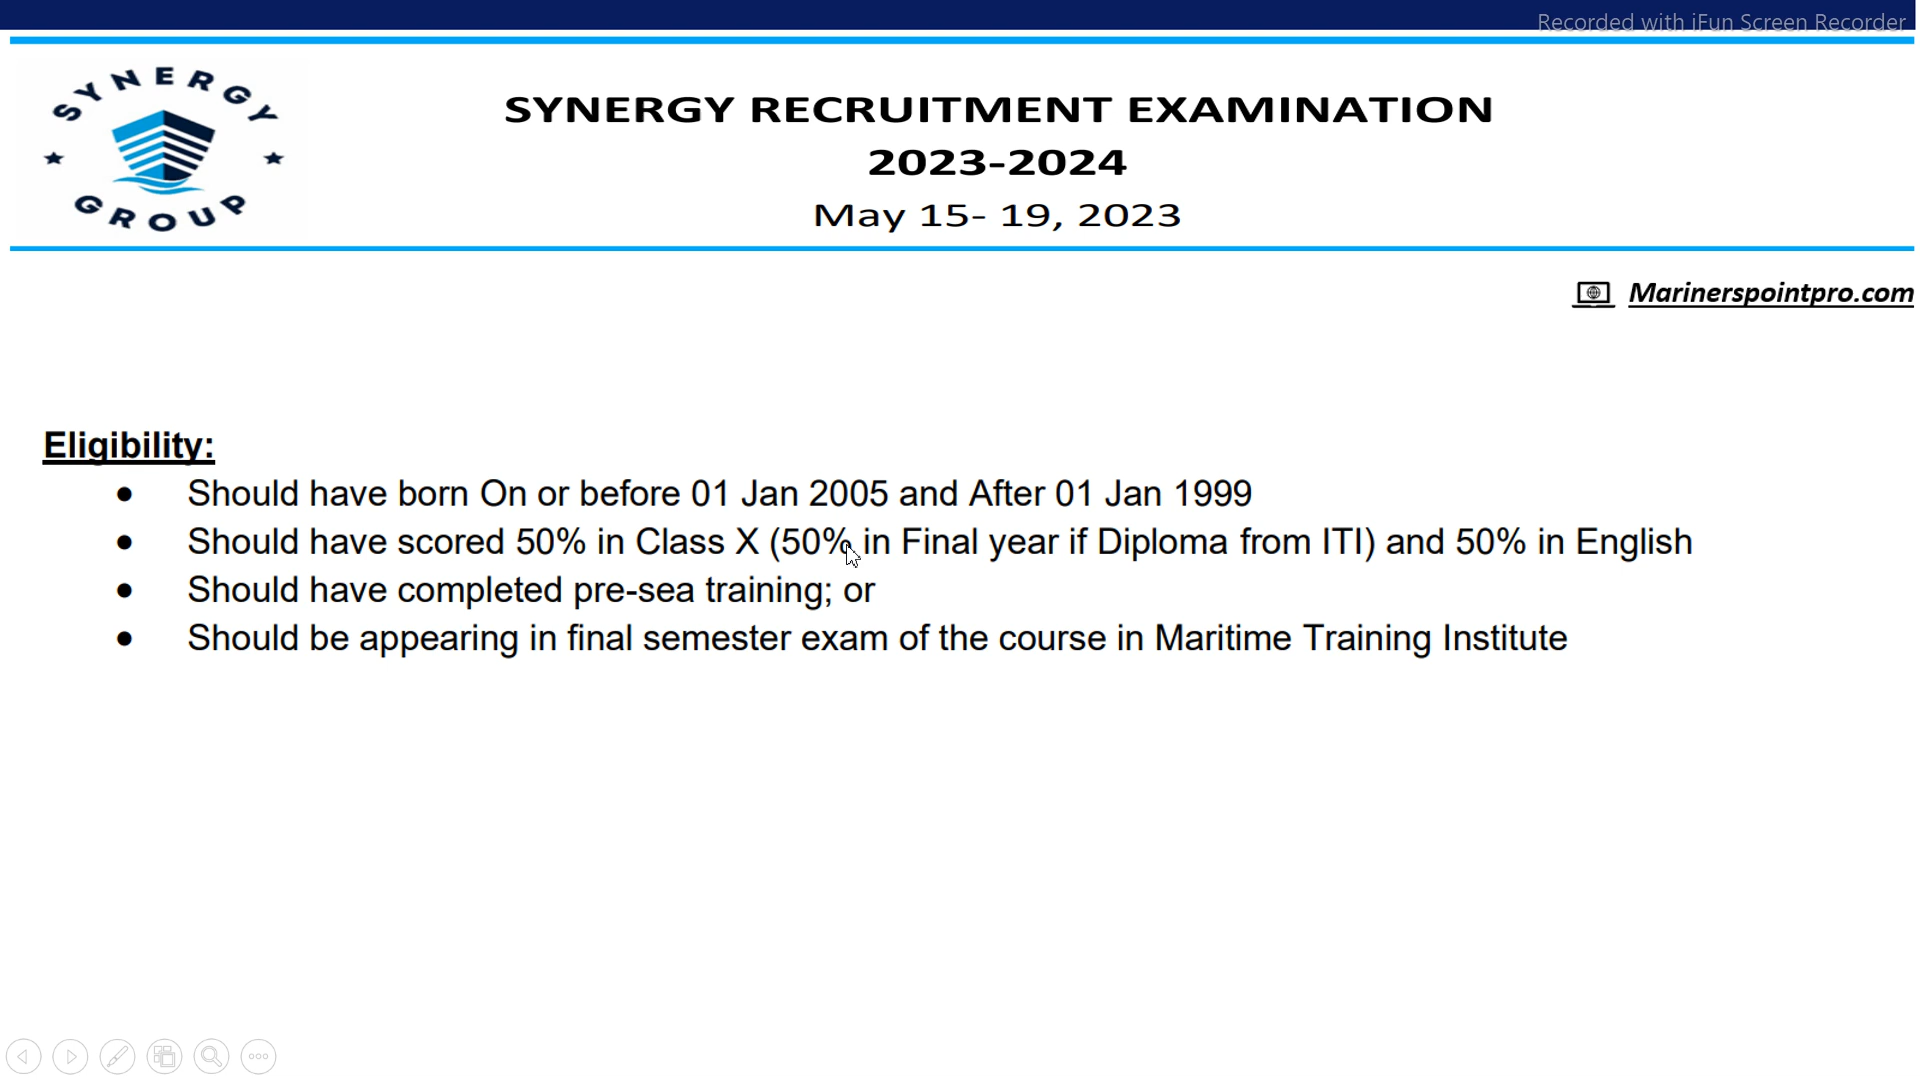 Recorded with iFun Screen Recorder
SYNERGY
GROUP
SYNERGY RECRUITMENT EXAMINATION
2023-2024
May 15- 19, 2023
Marinerspointpro.com
Eligibility:
● Should have born On or before 01 Jan 2005 and After 01 Jan 1999
● Should have scored 50% in Class X (50% in Final year if Diploma from ITI) and 50% in English
● Should have completed pre-sea training; or
● Should be appearing in final semester exam of the course in Maritime Training Institute